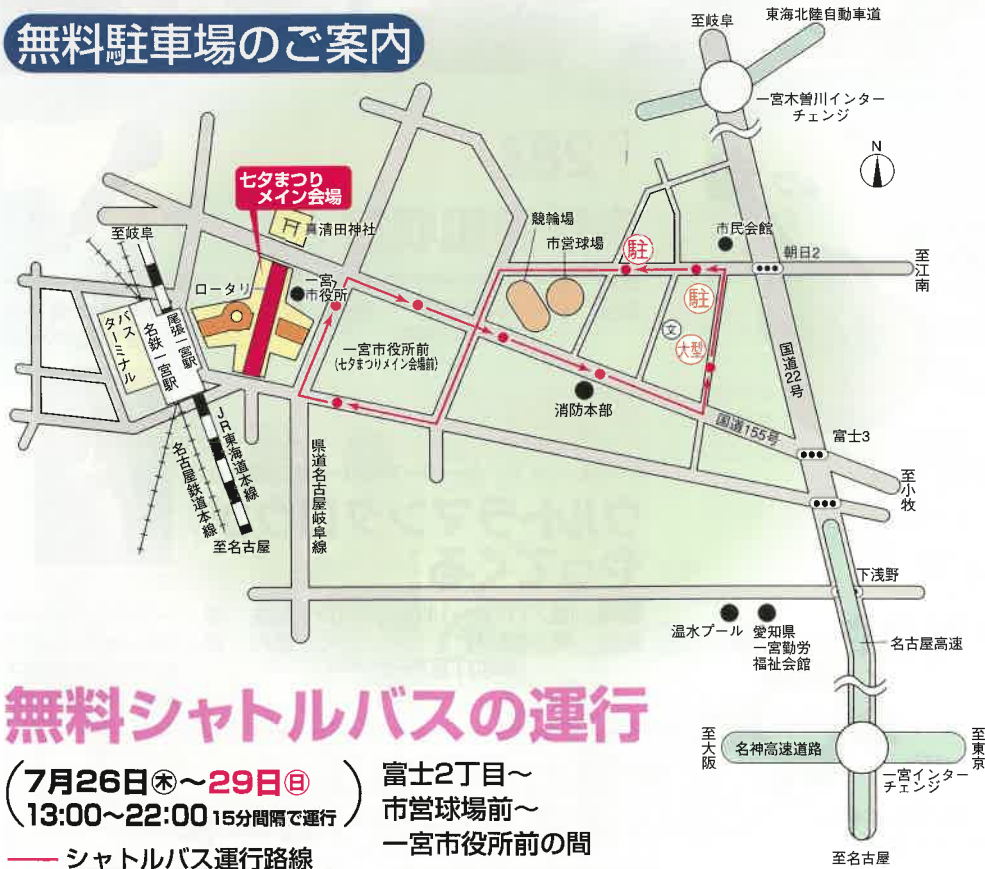 無料駐車場のご案内
至岐阜
東海北陸自動車道
一宮木曽川インター
チェンジ
N
七夕まつり
メイン会場
真清田神社
競輪場
市営球場
駐
市民会館
朝日2
至江南
至岐阜
ロータリー
一宮
市役所
駐
文
大型
バス
ターミナル
尾張一宮駅
名鉄一宮駅
一宮市役所前
(七夕まつりメイン会場前)
消防本部
国道22号
国道155号
富士3
至小牧
JR東海道本線
名古屋鉄道本線
県道名古屋岐阜線
至名古屋
下浅野
温水プール
愛知県
一宮勤労
福祉会館
名古屋高速
無料シャトルバスの運行
至大阪
名神高速道路
至東京
一宮インター
チェンジ
至名古屋
(7月26日㊍〜29日㊐
13:00〜22:00 15分間隔で運行)
富士2丁目〜
市営球場前〜
一宮市役所前の間
シャトルバス運行路線